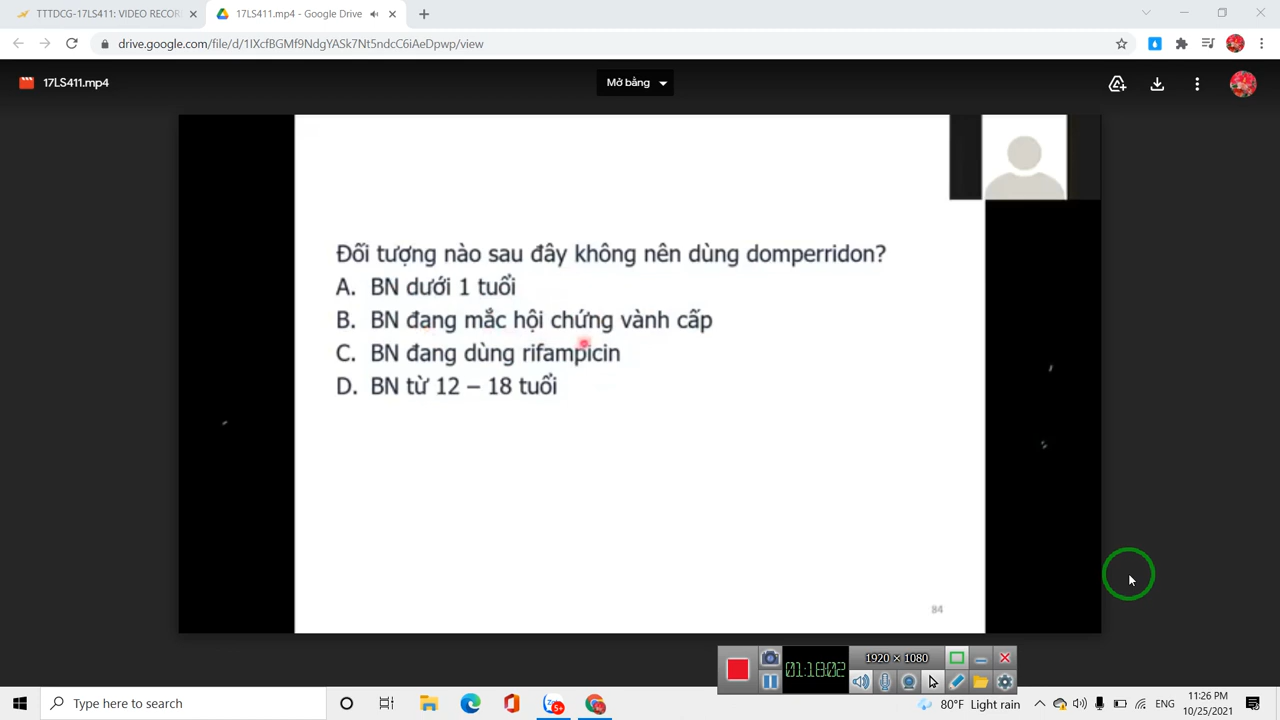 TTTDCG-17LS411: VIDEO RECOR
17LS411.mp4 - Google Drive
drive.google.com/file/d/1IXcfBGMf9NdgYASk7Nt5ndcC6iAeDpwp/view
17LS411.mp4
Mở bằng
Đối tượng nào sau đây không nên dùng domperridon?
A. BN dưới 1 tuổi
B. BN đang mắc hội chứng vành cấp
C. BN đang dùng rifampicin
D. BN từ 12 – 18 tuổi
34
01:18:02
1920 × 1080
Type here to search
5+
80°F Light rain
ENG
11:26 PM
10/25/2021